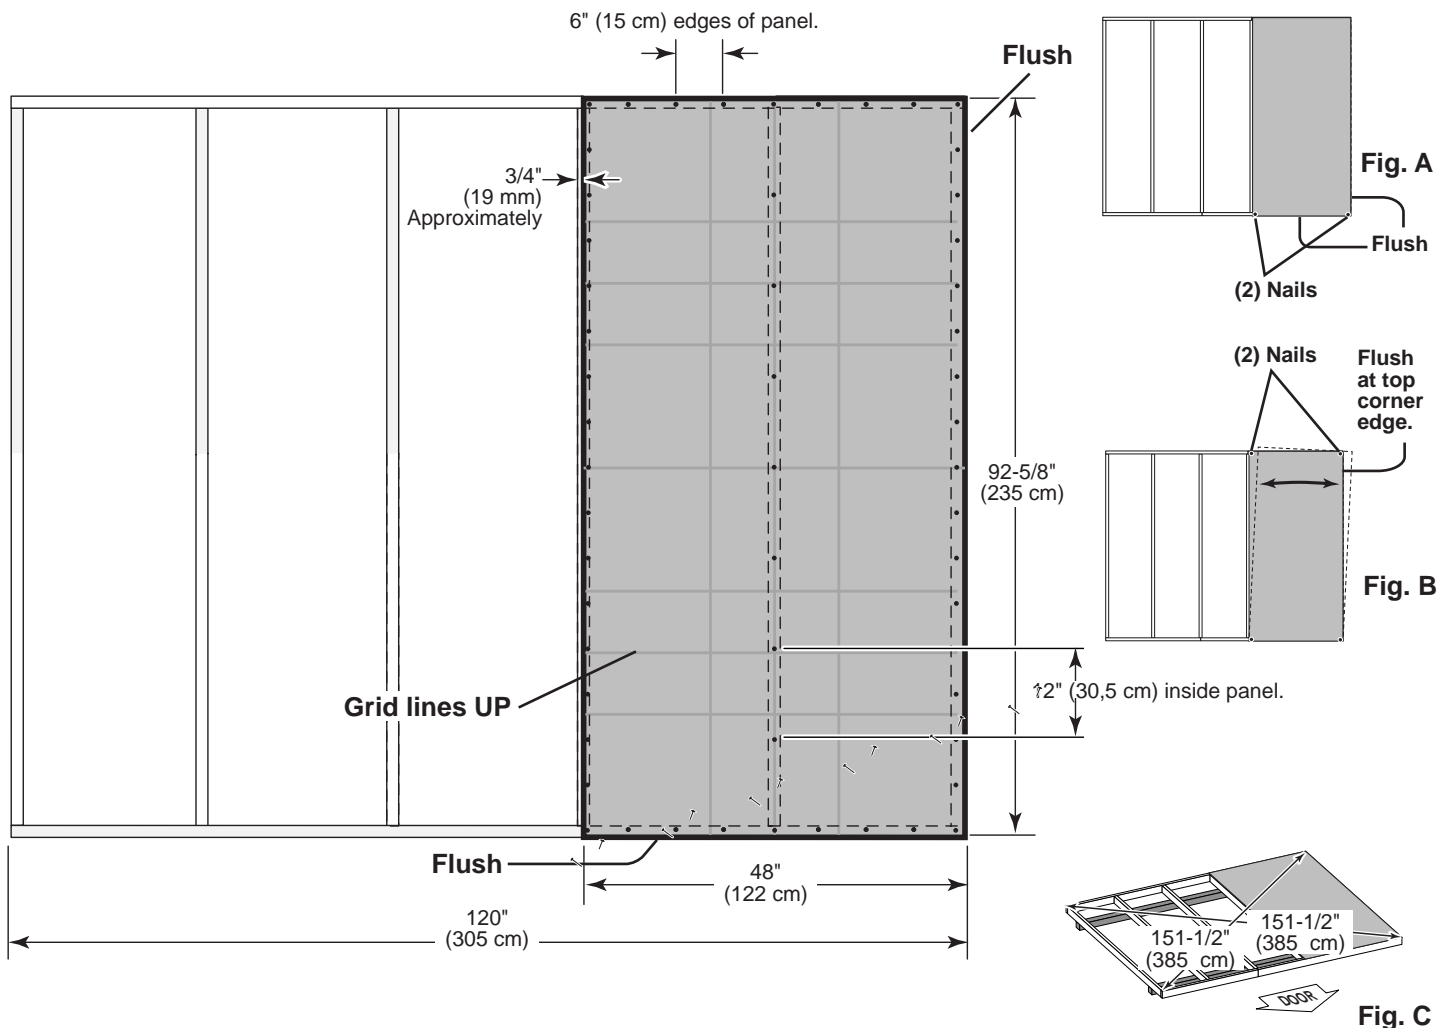 6" (15 cm) edges of panel.
Flush
3/4"
(19 mm)
Approximately
Fig. A
Flush
(2) Nails
(2) Nails
Flush
at top
corner
edge.
92-5/8"
(235 cm)
Fig. B
12" (30,5 cm) inside panel.
Grid lines UP
Flush
48"
(122 cm)
120"
(305 cm)
151-1/2"
(385 cm)
151-1/2"
(385 cm)
DOOR
Fig. C